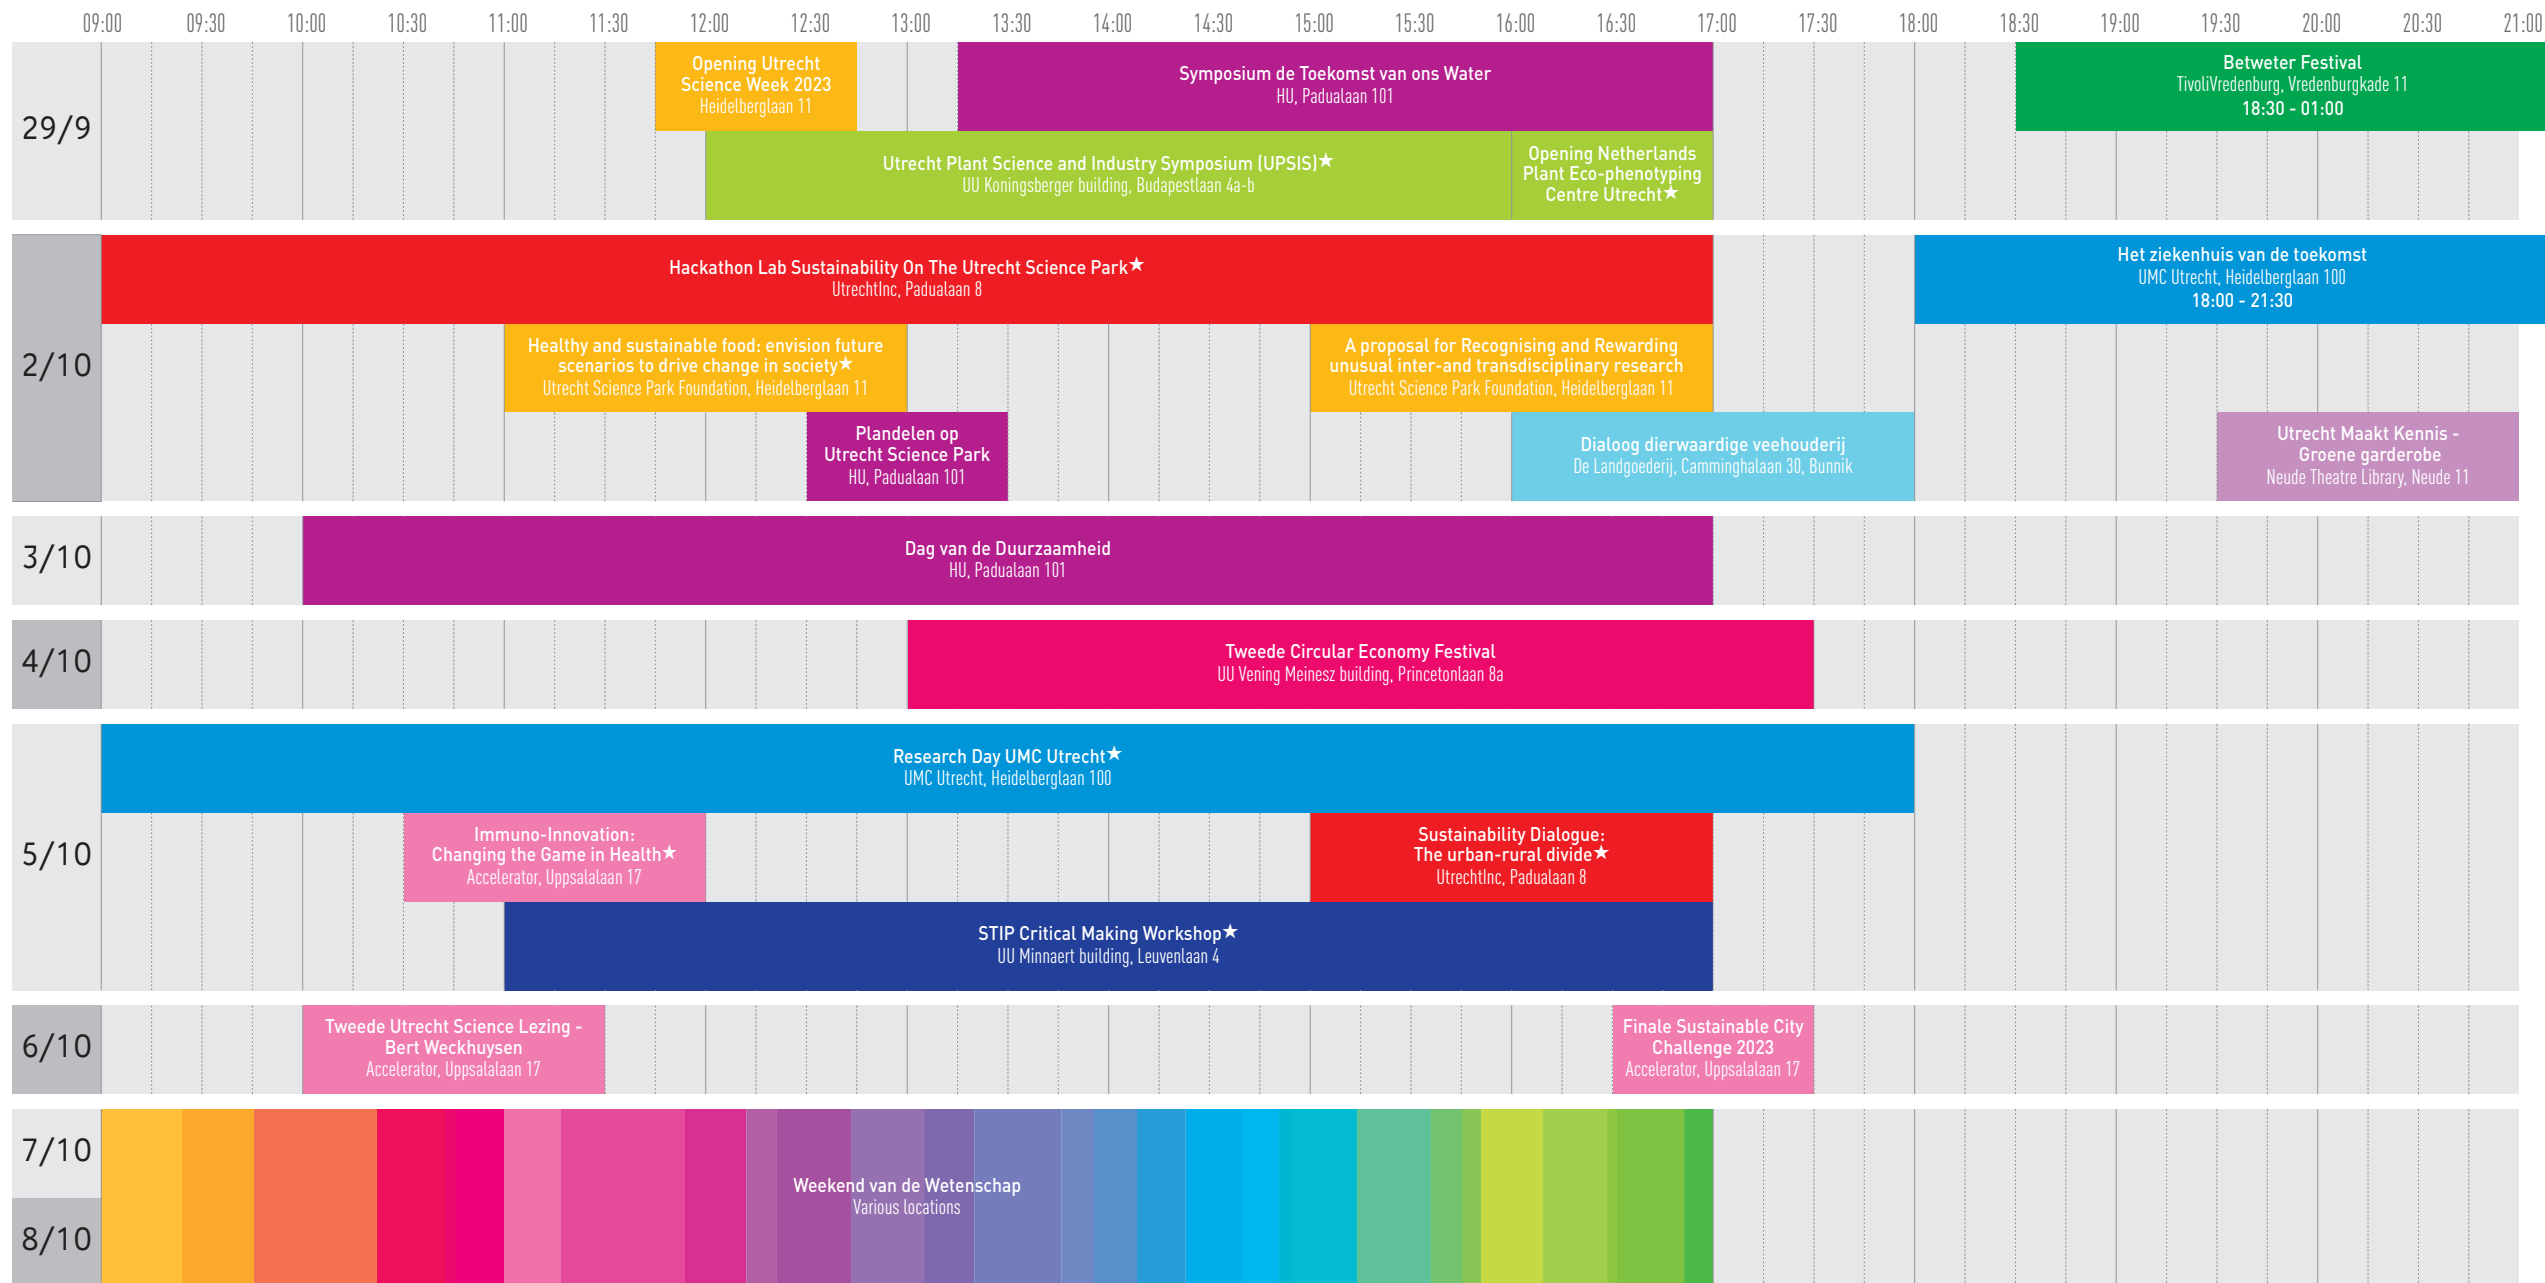 09:00 09:30 10:00 10:30 11:00 11:30 12:00 12:30 13:00 13:30 14:00 14:30 15:00 15:30 16:00 16:30 17:00 17:30 18:00 18:30 19:00 19:30 20:00 20:30 21:00
29/9
Opening Utrecht
Science Week 2023
Heidelberglaan 11
Symposium de Toekomst van ons Water
HU, Padualaan 101
Betweter Festival
TivoliVredenburg, Vredenburgkade 11
18:30 - 01:00
Utrecht Plant Science and Industry Symposium (UPSIS)★
UU Koningsberger building, Budapestlaan 4a-b
Opening Netherlands
Plant Eco-phenotyping
Centre Utrecht★
2/10
Hackathon Lab Sustainability On The Utrecht Science Park★
UtrechtInc, Padualaan 8
Het ziekenhuis van de toekomst
UMC Utrecht, Heidelberglaan 100
18:00 - 21:30
Healthy and sustainable food: envision future
scenarios to drive change in society★
Utrecht Science Park Foundation, Heidelberglaan 11
A proposal for Recognising and Rewarding
unusual inter-and transdisciplinary research
Utrecht Science Park Foundation, Heidelberglaan 11
Plandelen op
Utrecht Science Park
HU, Padualaan 101
Dialoog dierwaardige veehouderij
De Landgoederij, Camminghalaan 30, Bunnik
Utrecht Maakt Kennis -
Groene garderobe
Neude Theatre Library, Neude 11
3/10
Dag van de Duurzaamheid
HU, Padualaan 101
4/10
Tweede Circular Economy Festival
UU Vening Meinesz building, Princetonlaan 8a
5/10
Research Day UMC Utrecht★
UMC Utrecht, Heidelberglaan 100
Immuno-Innovation:
Changing the Game in Health★
Accelerator, Uppsalalaan 17
Sustainability Dialogue:
The urban-rural divide★
UtrechtInc, Padualaan 8
STIP Critical Making Workshop★
UU Minnaert building, Leuvenlaan 4
6/10
Tweede Utrecht Science Lezing -
Bert Weckhuysen
Accelerator, Uppsalalaan 17
Finale Sustainable City
Challenge 2023
Accelerator, Uppsalalaan 17
7/10
Weekend van de Wetenschap
Various locations
8/10